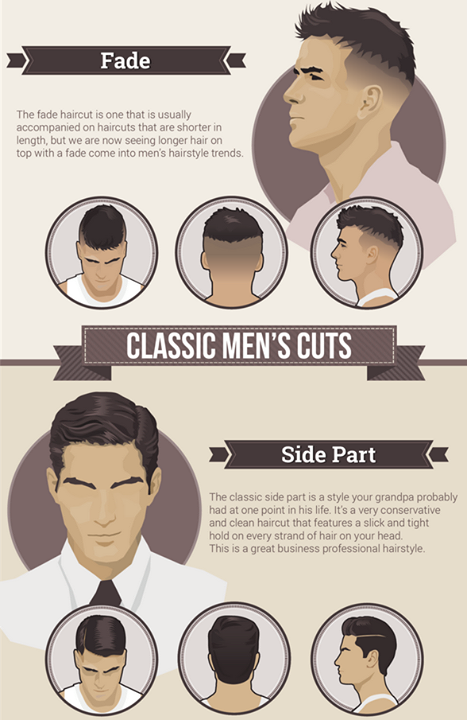 Fade
The fade haircut is one that is usually
accompanied on haircuts that are shorter in
length, but we are now seeing longer hair on
top with a fade come into men's hairstyle trends.
CLASSIC MEN'S CUTS
Side Part
The classic side part is a style your grandpa probably
had at one point in his life. It's a very conservative
and clean haircut that features a slick and tight
hold on every strand of hair on your head.
This is a great business professional hairstyle.